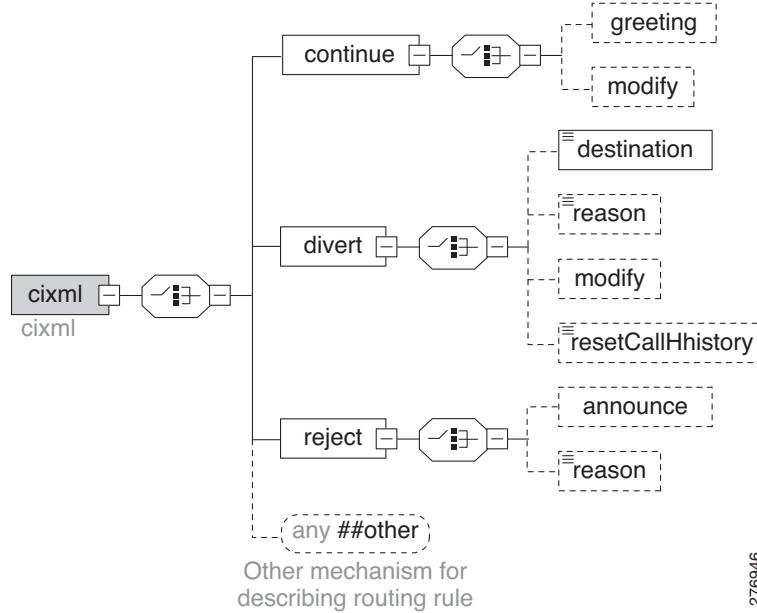 greeting
continue
modify
destination
reason
divert
modify
cixml
cixml
resetCallHhistory
announce
reject
reason
any ##other
Other mechanism for
describing routing rule
276946